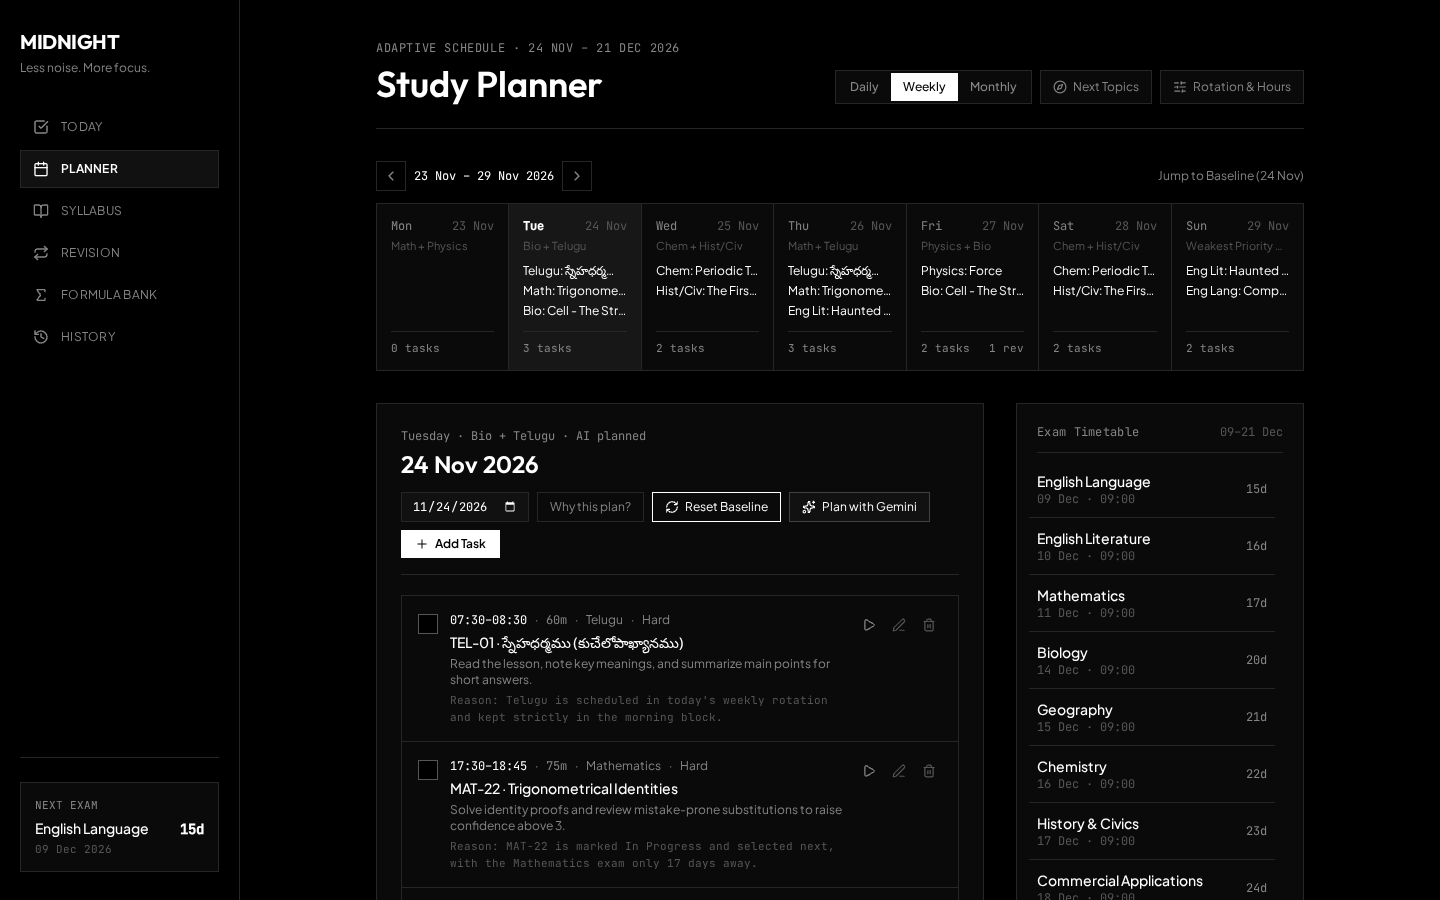 MIDNIGHT
Less noise. More focus.
TODAY
PLANNER
SYLLABUS
REVISION
FORMULA BANK
HISTORY
NEXT EXAM
English Language 15d
09 Dec 2026
ADAPTIVE SCHEDULE · 24 NOV – 21 DEC 2026
Study Planner
Daily Weekly Monthly Next Topics Rotation & Hours
23 Nov – 29 Nov 2026 Jump to Baseline (24 Nov)
Mon 23 Nov
Math + Physics
0 tasks
Tue 24 Nov
Bio + Telugu
Telugu: స్నేహధర్మ…
Math: Trigonome…
Bio: Cell - The Str…
3 tasks
Wed 25 Nov
Chem + Hist/Civ
Chem: Periodic T…
Hist/Civ: The Firs…
2 tasks
Thu 26 Nov
Math + Telugu
Telugu: స్నేహధర్మ…
Math: Trigonome…
Eng Lit: Haunted …
3 tasks
Fri 27 Nov
Physics + Bio
Physics: Force
Bio: Cell - The Str…
2 tasks 1 rev
Sat 28 Nov
Chem + Hist/Civ
Chem: Periodic T…
Hist/Civ: The Firs…
2 tasks
Sun 29 Nov
Weakest Priority …
Eng Lit: Haunted …
Eng Lang: Comp…
2 tasks
Tuesday · Bio + Telugu · AI planned
24 Nov 2026
11/24/2026 Why this plan? Reset Baseline Plan with Gemini
Add Task
07:30–08:30 · 60m · Telugu · Hard
TEL-01 · స్నేహధర్మము (కుచేలోపాఖ్యానము)
Read the lesson, note key meanings, and summarize main points for
short answers.
Reason: Telugu is scheduled in today's weekly rotation
and kept strictly in the morning block.
17:30–18:45 · 75m · Mathematics · Hard
MAT-22 · Trigonometrical Identities
Solve identity proofs and review mistake-prone substitutions to raise
confidence above 3.
Reason: MAT-22 is marked In Progress and selected next,
with the Mathematics exam only 17 days away.
Exam Timetable 09–21 Dec
English Language 15d
09 Dec · 09:00
English Literature 16d
10 Dec · 09:00
Mathematics 17d
11 Dec · 09:00
Biology 20d
14 Dec · 09:00
Geography 21d
15 Dec · 09:00
Chemistry 22d
16 Dec · 09:00
History & Civics 23d
17 Dec · 09:00
Commercial Applications 24d
18 Dec · 09:00